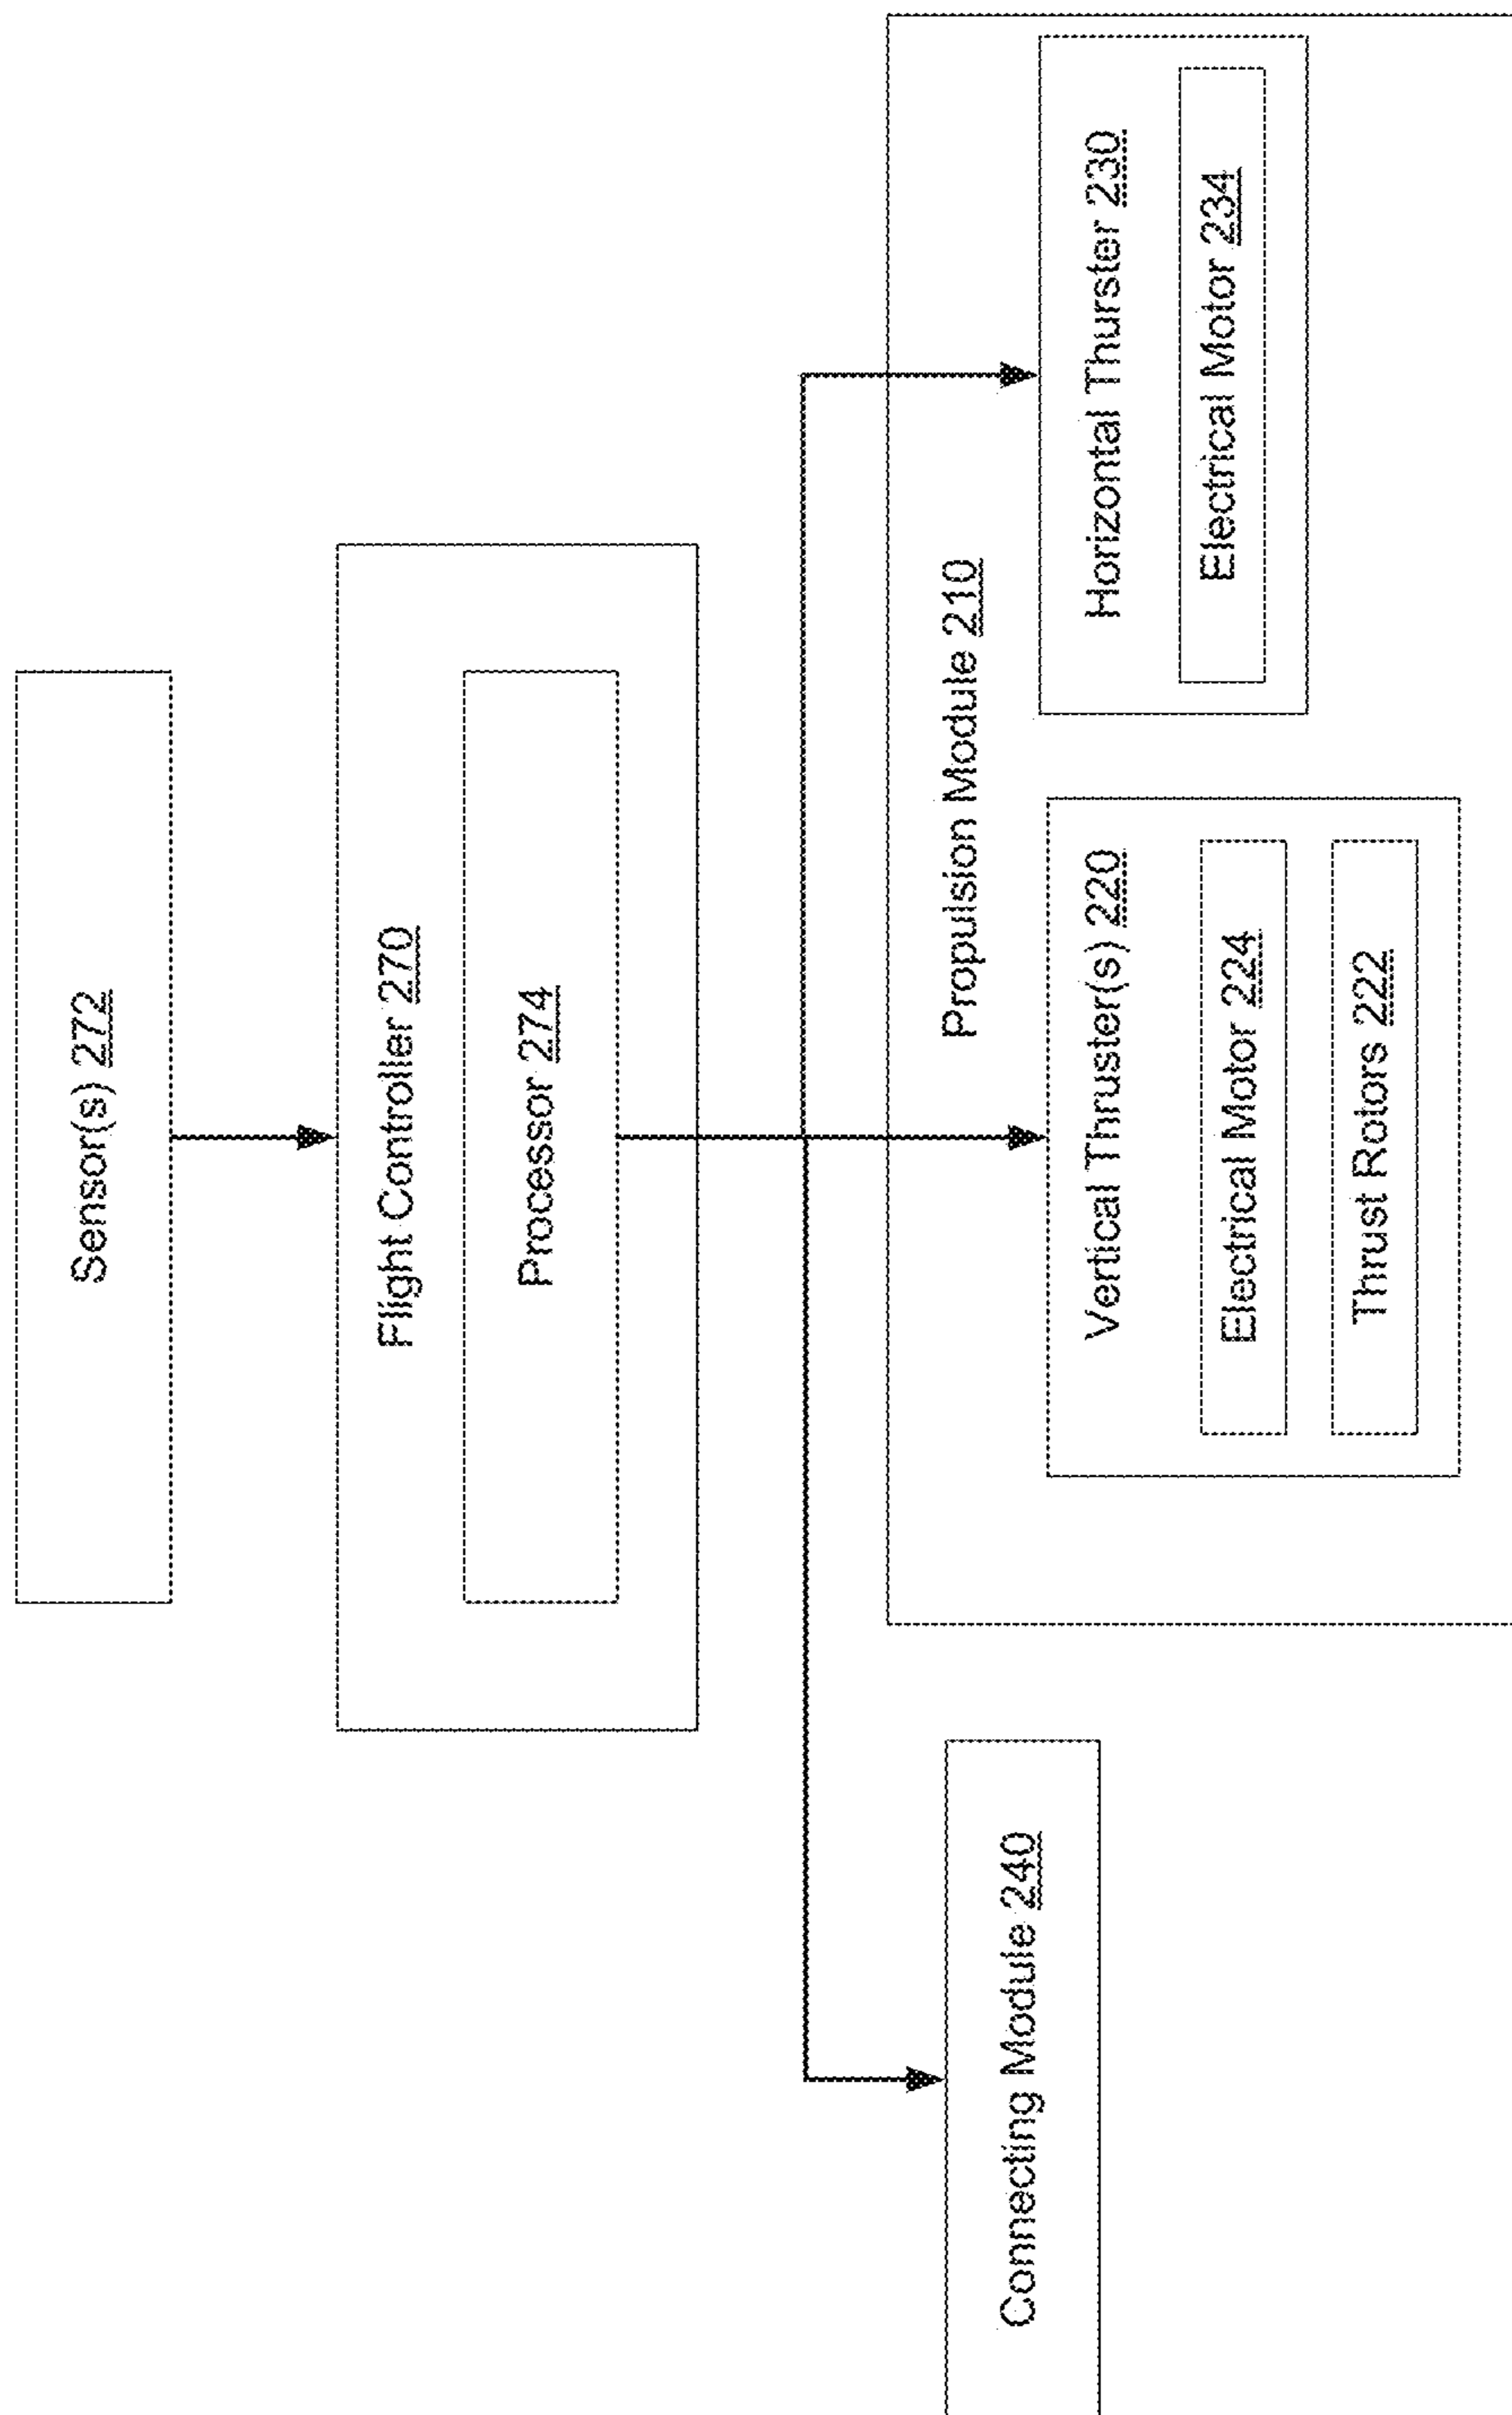 Sensor(s) 272
Flight Controller 270
Processor 274
Connecting Module 240
Propulsion Module 210
Vertical Thruster(s) 220
Electrical Motor 224
Thrust Rotors 222
Horizontal Thurster 230
Electrical Motor 234